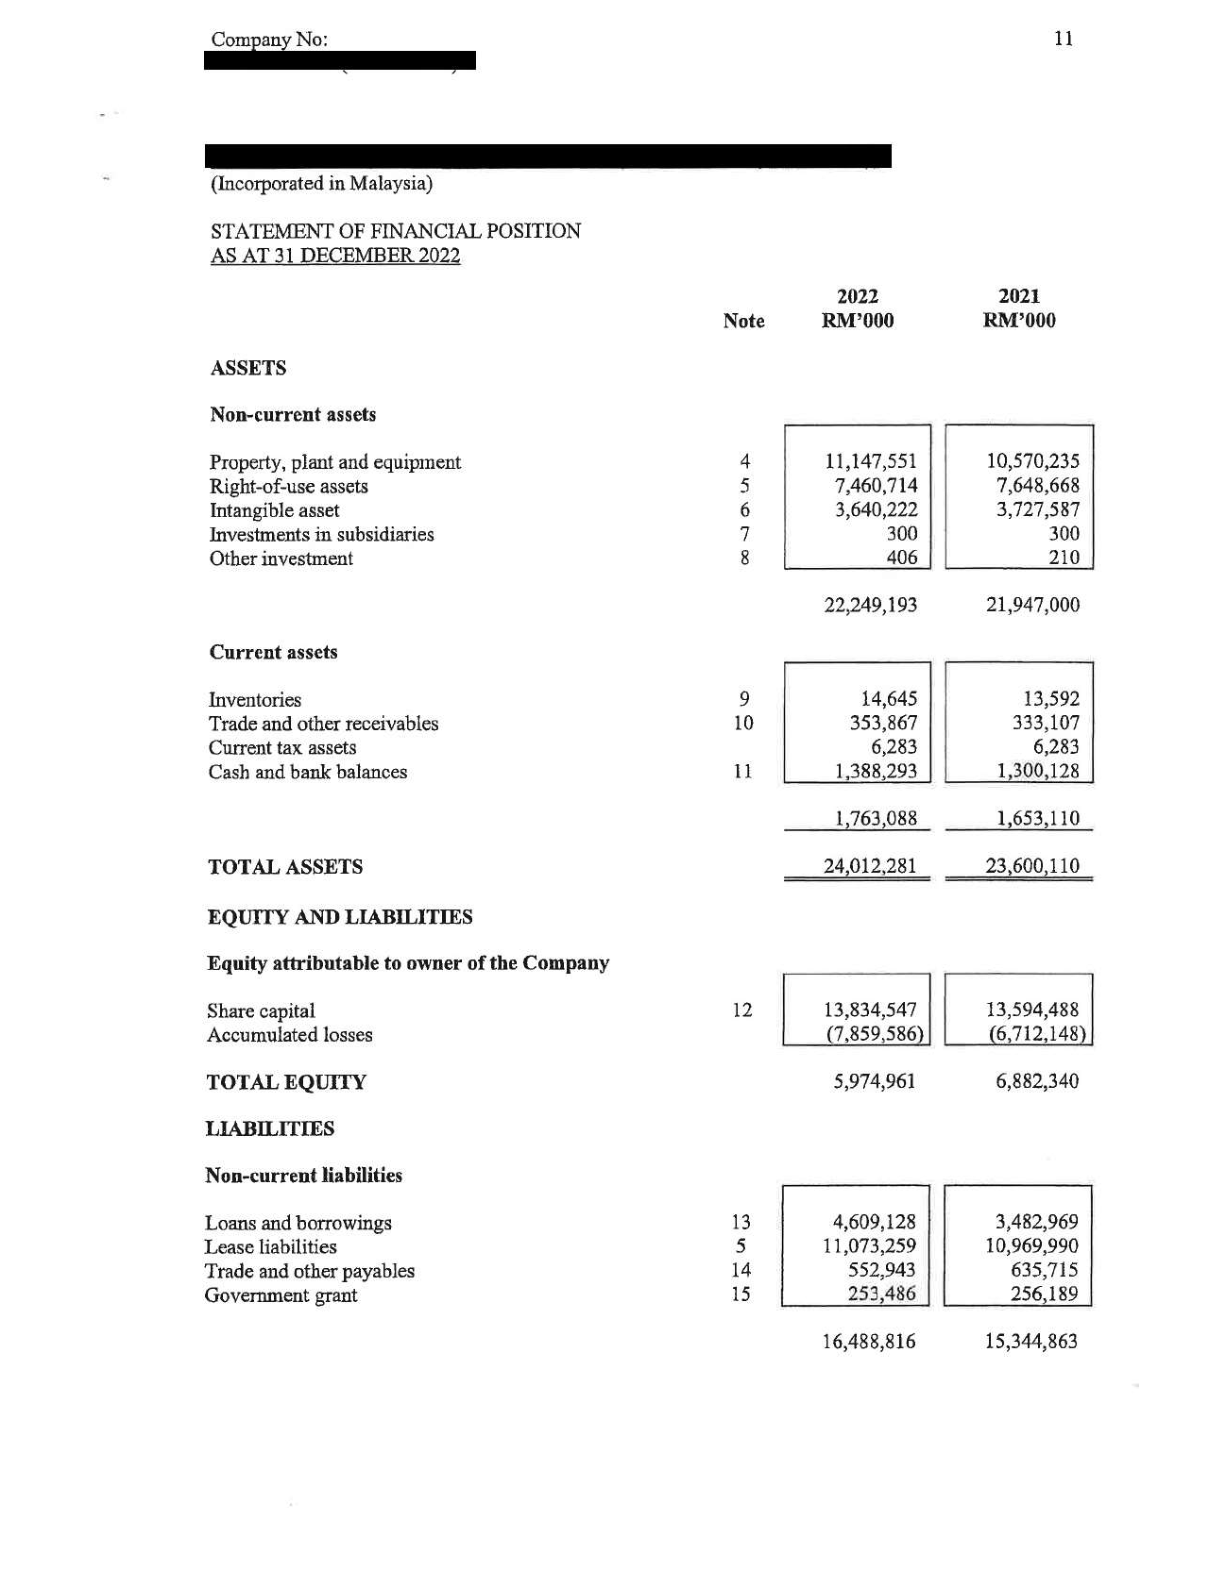 Company No:
11
(Incorporated in Malaysia)
STATEMENT OF FINANCIAL POSITION
AS AT 31 DECEMBER 2022
2022 2021
Note RM’000 RM’000
ASSETS
Non-current assets
Property, plant and equipment 4 11,147,551 10,570,235
Right-of-use assets 5 7,460,714 7,648,668
Intangible asset 6 3,640,222 3,727,587
Investments in subsidiaries 7 300 300
Other investment 8 406 210
22,249,193 21,947,000
Current assets
Inventories 9 14,645 13,592
Trade and other receivables 10 353,867 333,107
Current tax assets 6,283 6,283
Cash and bank balances 11 1,388,293 1,300,128
1,763,088 1,653,110
TOTAL ASSETS 24,012,281 23,600,110
EQUITY AND LIABILITIES
Equity attributable to owner of the Company
Share capital 12 13,834,547 13,594,488
Accumulated losses (7,859,586) (6,712,148)
TOTAL EQUITY 5,974,961 6,882,340
LIABILITIES
Non-current liabilities
Loans and borrowings 13 4,609,128 3,482,969
Lease liabilities 5 11,073,259 10,969,990
Trade and other payables 14 552,943 635,715
Government grant 15 253,486 256,189
16,488,816 15,344,863